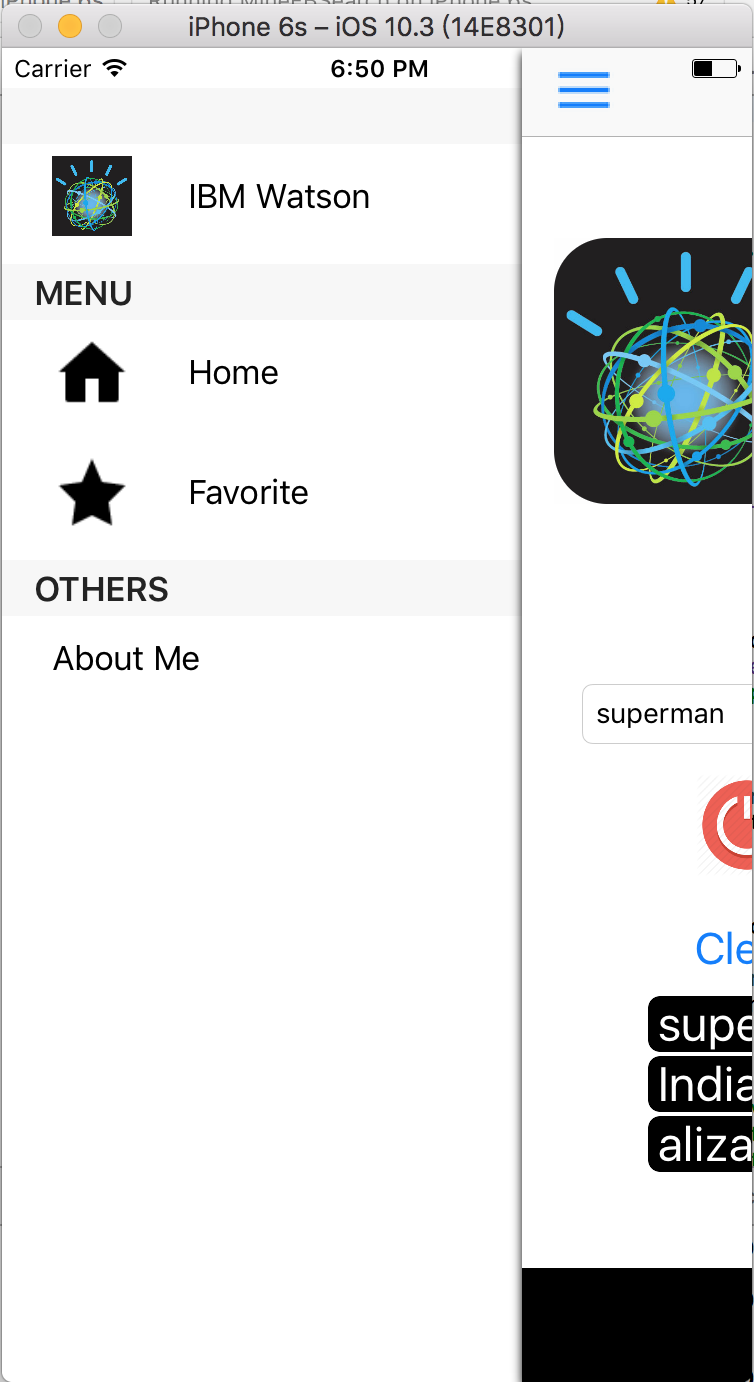 iPhone 6s – iOS 10.3 (14E8301)
Carrier 6:50 PM
IBM Watson
MENU
Home
Favorite
OTHERS
About Me
superman
Cle
supe
India
aliza